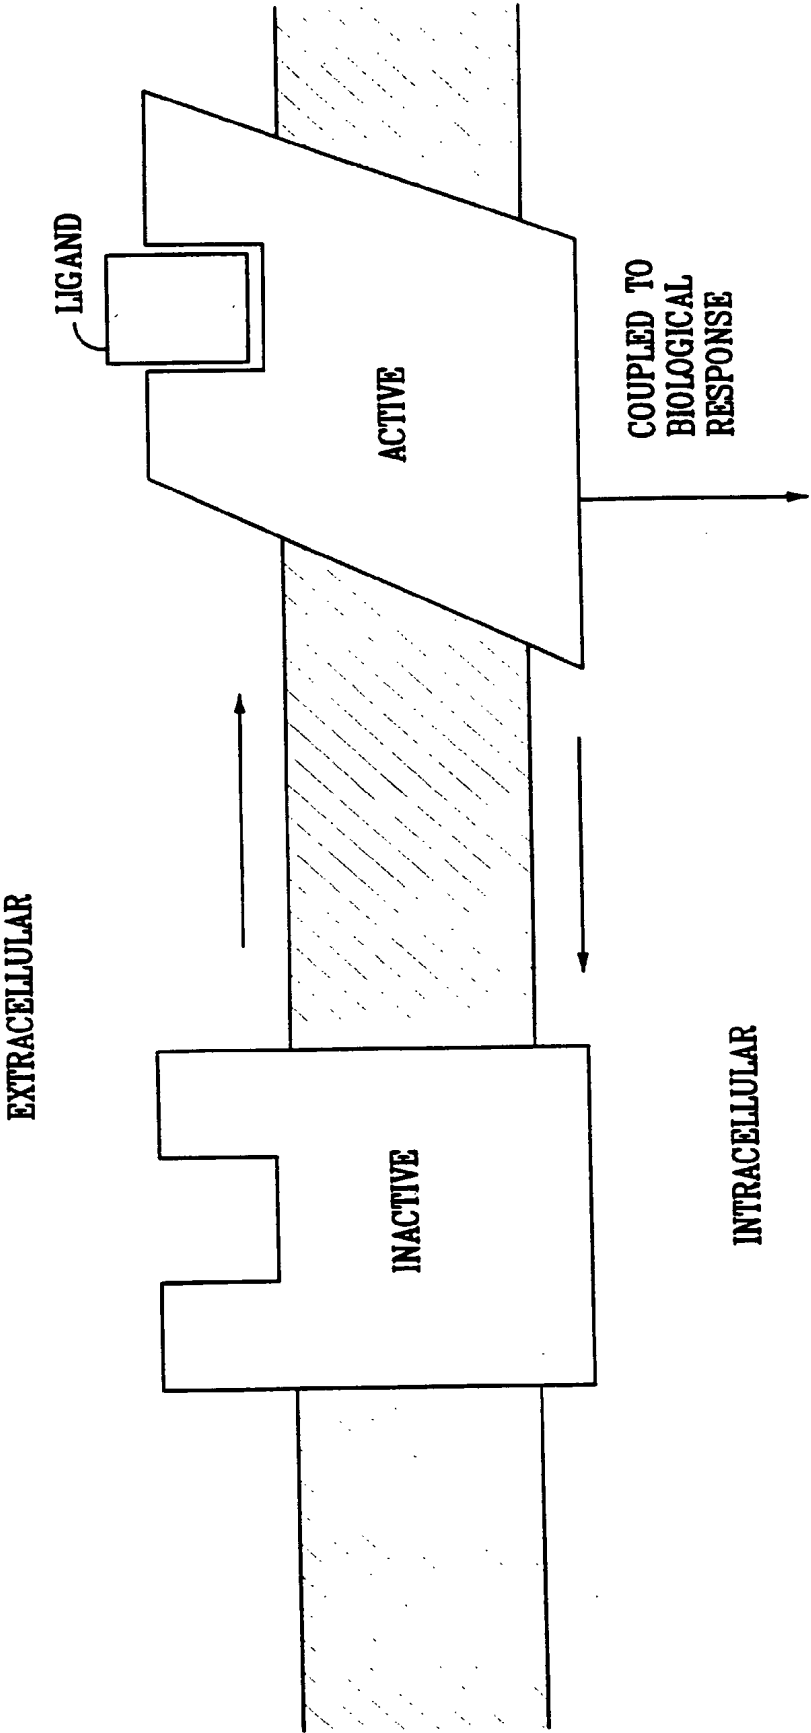 EXTRACELLULAR
LIGAND
INACTIVE
ACTIVE
COUPLED TO
BIOLOGICAL
RESPONSE
INTRACELLULAR